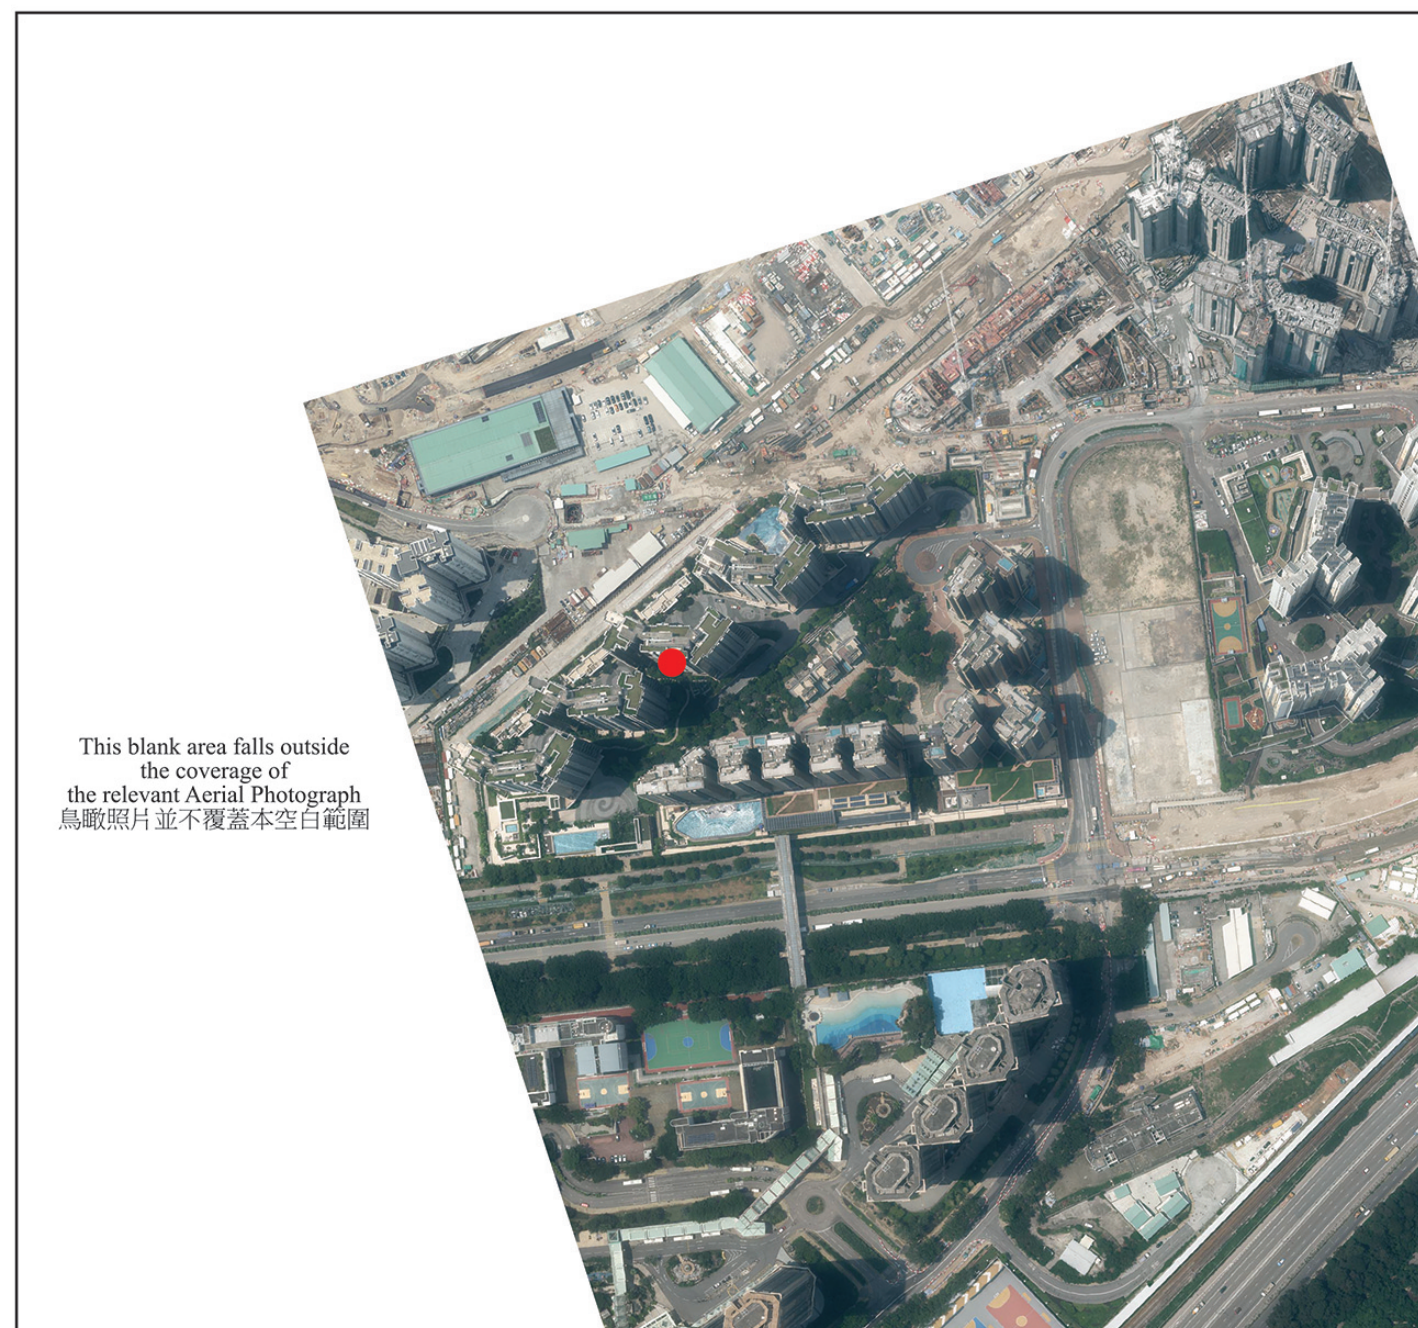 This blank area falls outside
the coverage of
the relevant Aerial Photograph
鳥瞰照片並不覆蓋本空白範圍